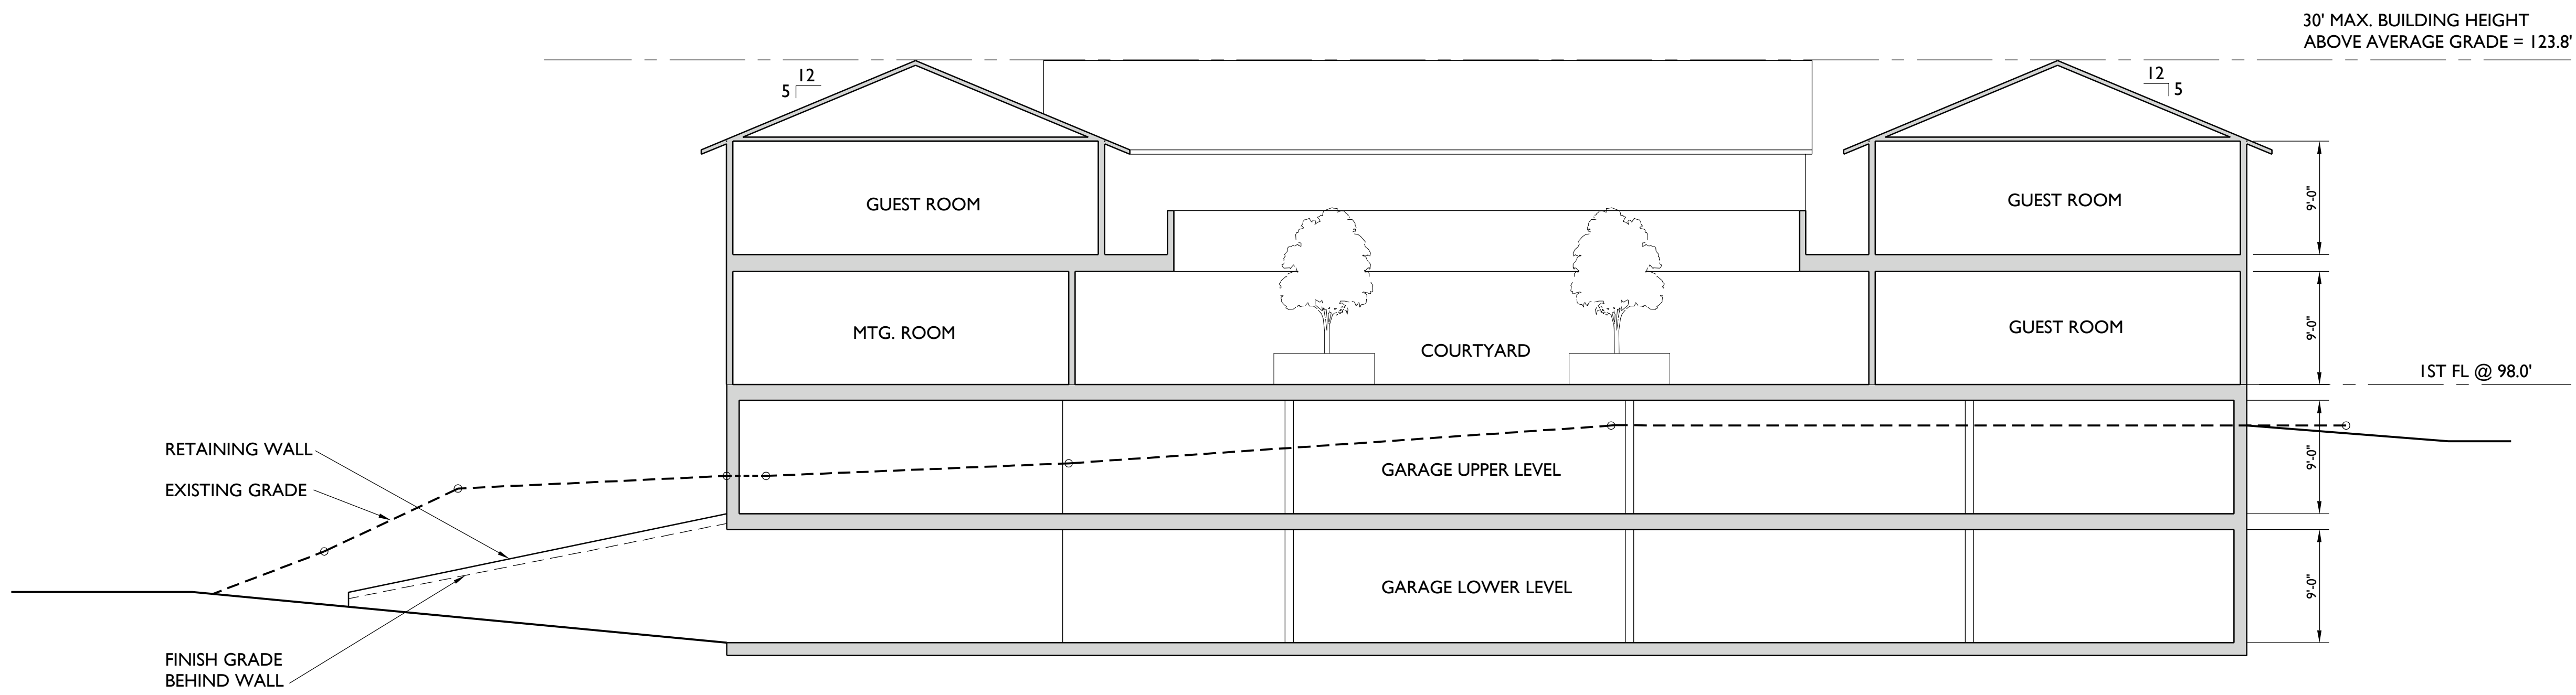 30' MAX. BUILDING HEIGHT
ABOVE AVERAGE GRADE = 123.8'
12
5
12
5
GUEST ROOM
GUEST ROOM
9'-0"
MTG. ROOM
GUEST ROOM
9'-0"
COURTYARD
1ST FL @ 98.0'
RETAINING WALL
EXISTING GRADE
GARAGE UPPER LEVEL
9'-0"
GARAGE LOWER LEVEL
9'-0"
FINISH GRADE
BEHIND WALL